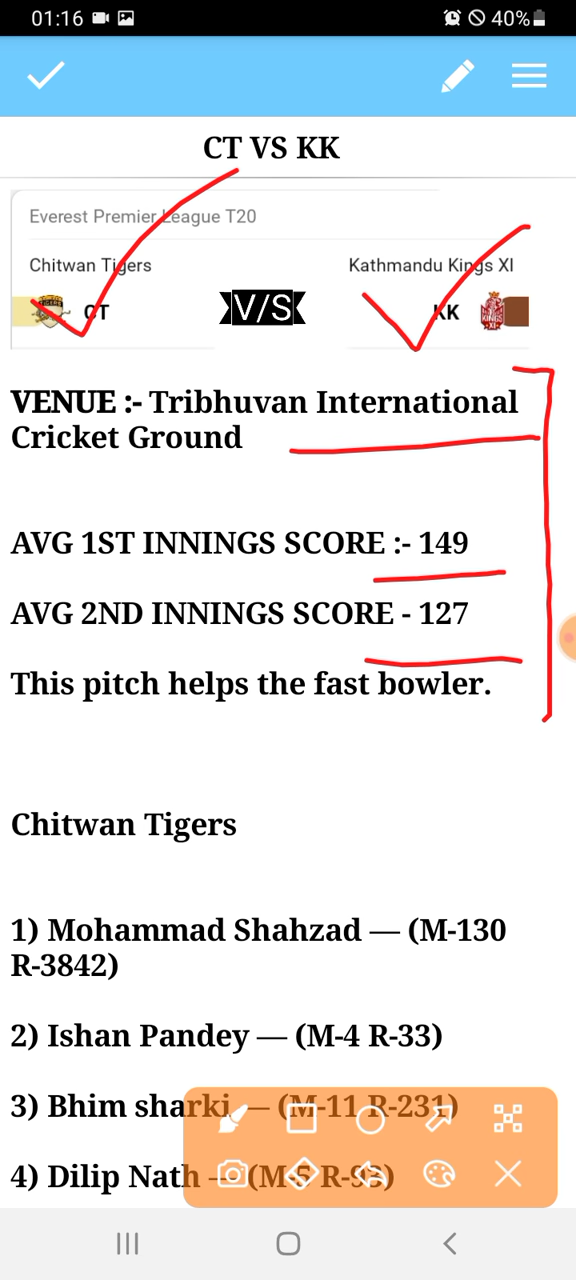 01:16
40%
CT VS KK
Everest Premier League T20
Chitwan Tigers
Kathmandu Kings XI
CT
V/S
KK
VENUE :- Tribhuvan International
Cricket Ground
AVG 1ST INNINGS SCORE :- 149
AVG 2ND INNINGS SCORE - 127
This pitch helps the fast bowler.
Chitwan Tigers
1) Mohammad Shahzad — (M-130
R-3842)
2) Ishan Pandey — (M-4 R-33)
3) Bhim sharki — (M-11 R-231)
4) Dilip Nath — (M-5 R-93)